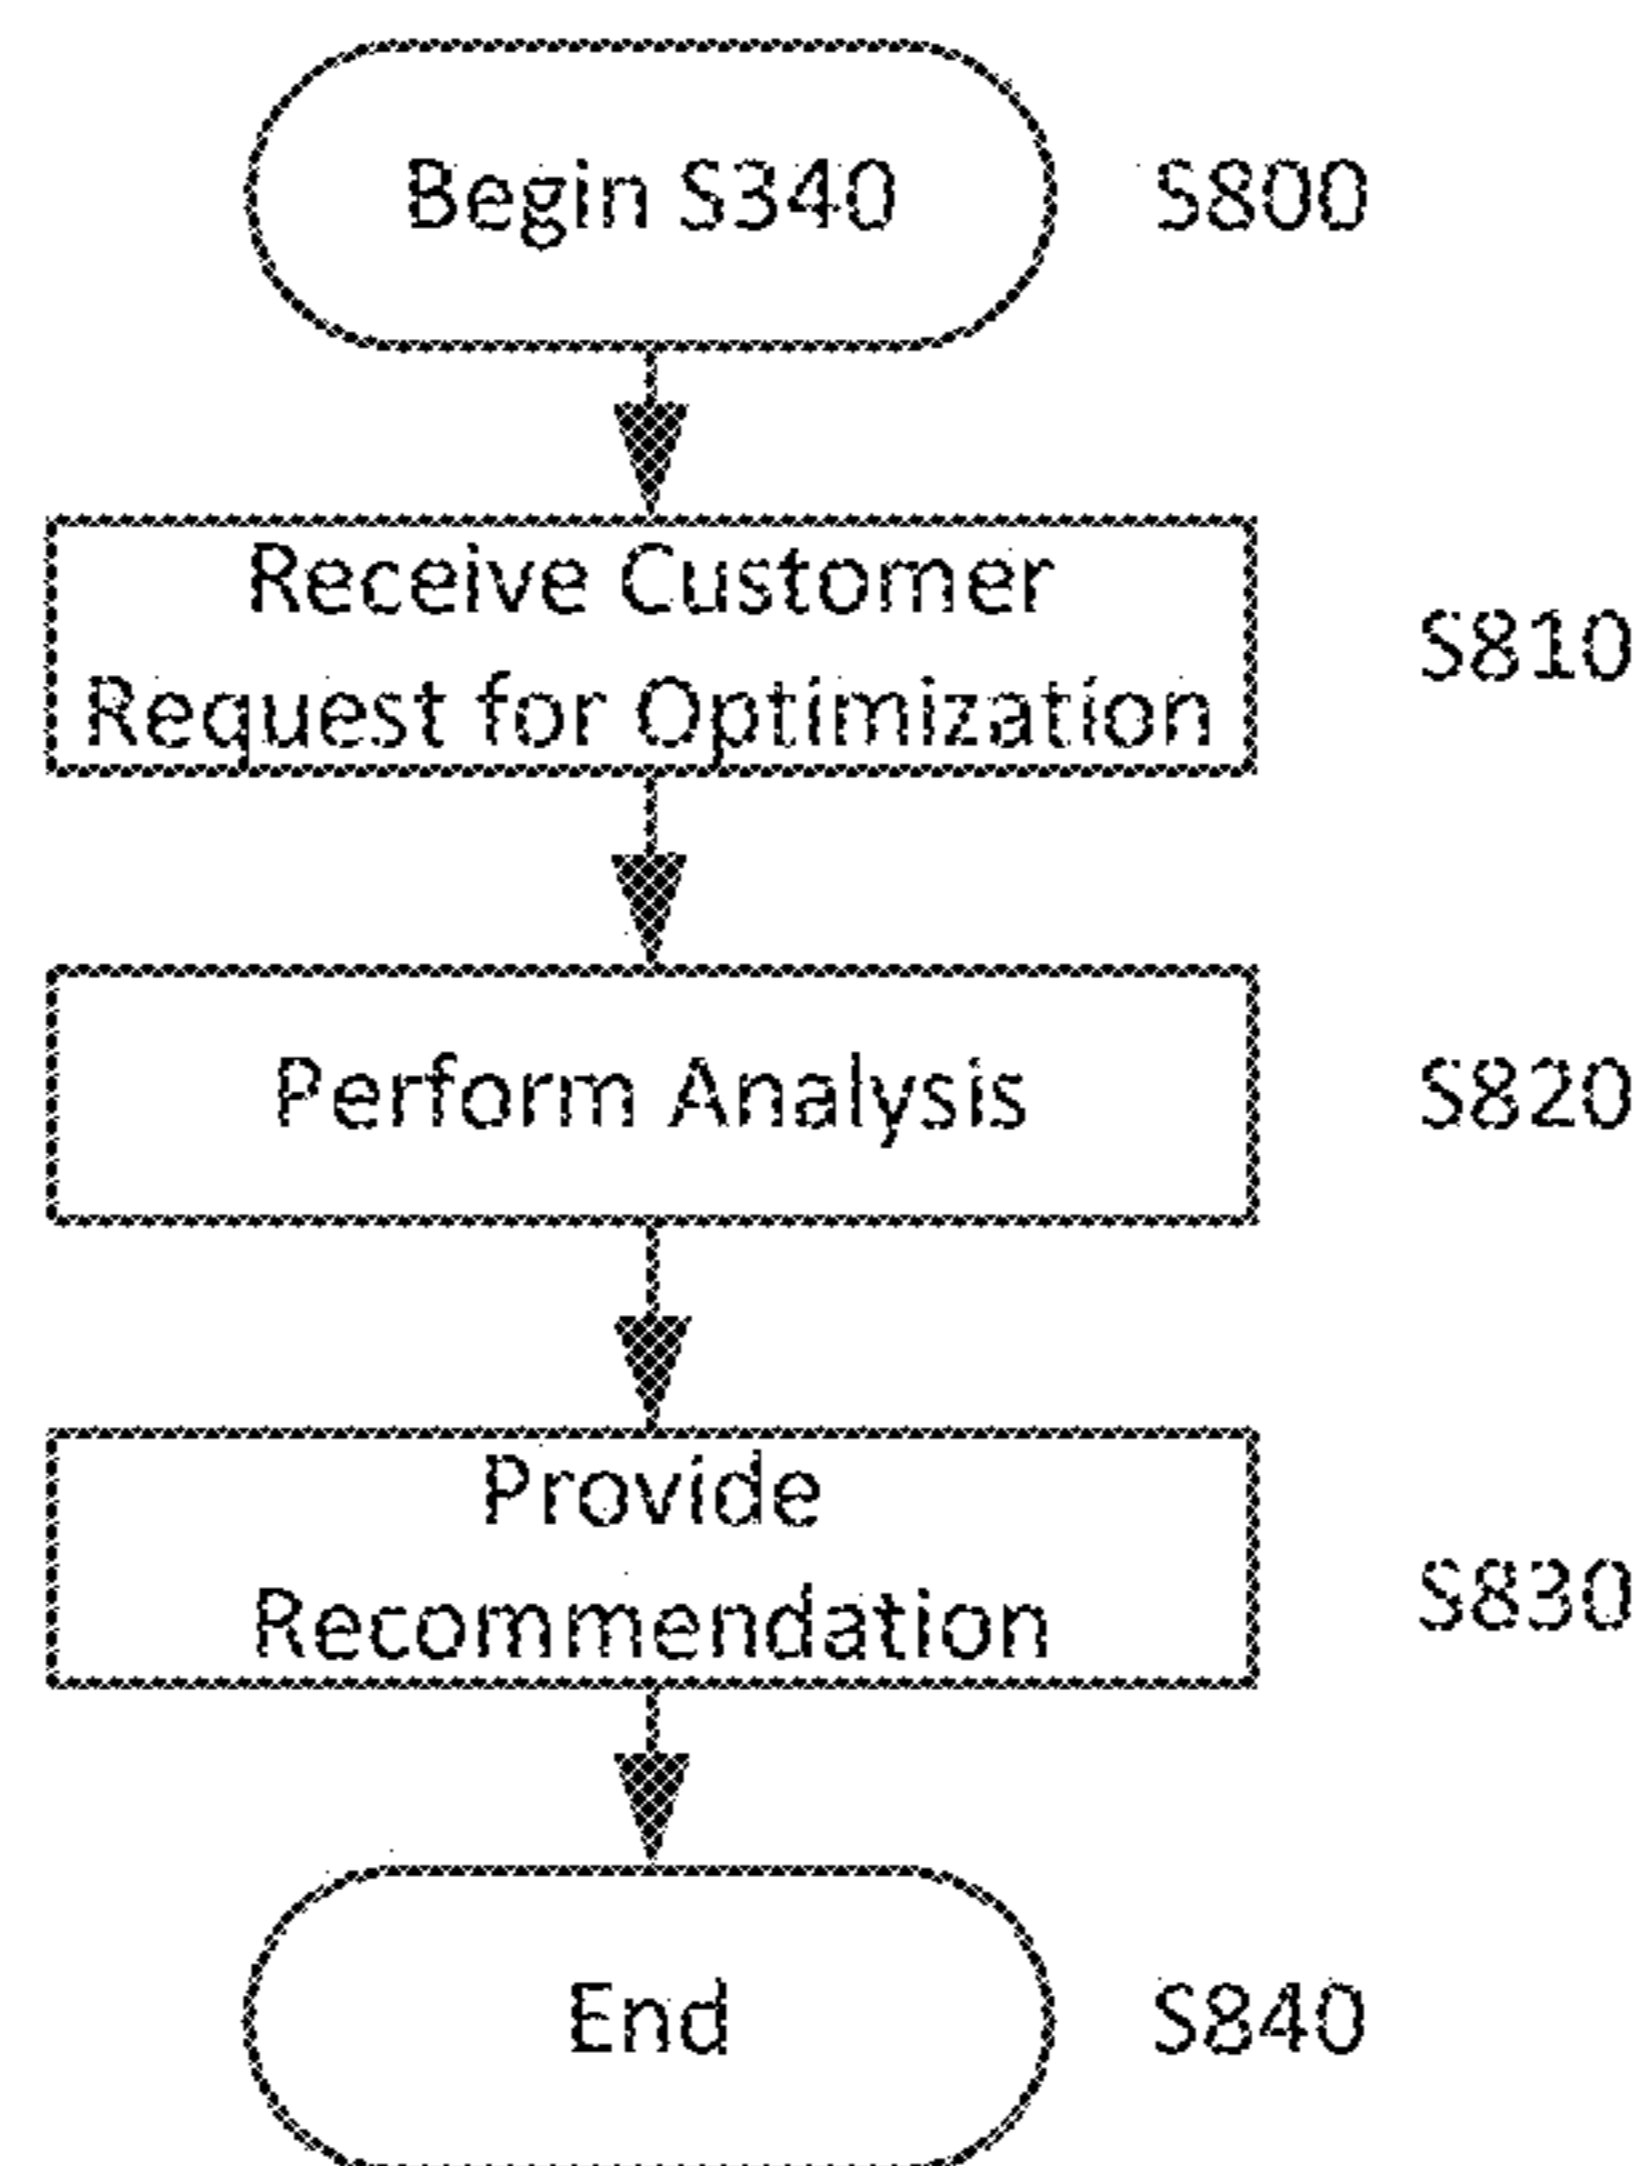 Begin S340
S800
Receive Customer
Request for Optimization
S810
Perform Analysis
S820
Provide
Recommendation
S830
End
S840